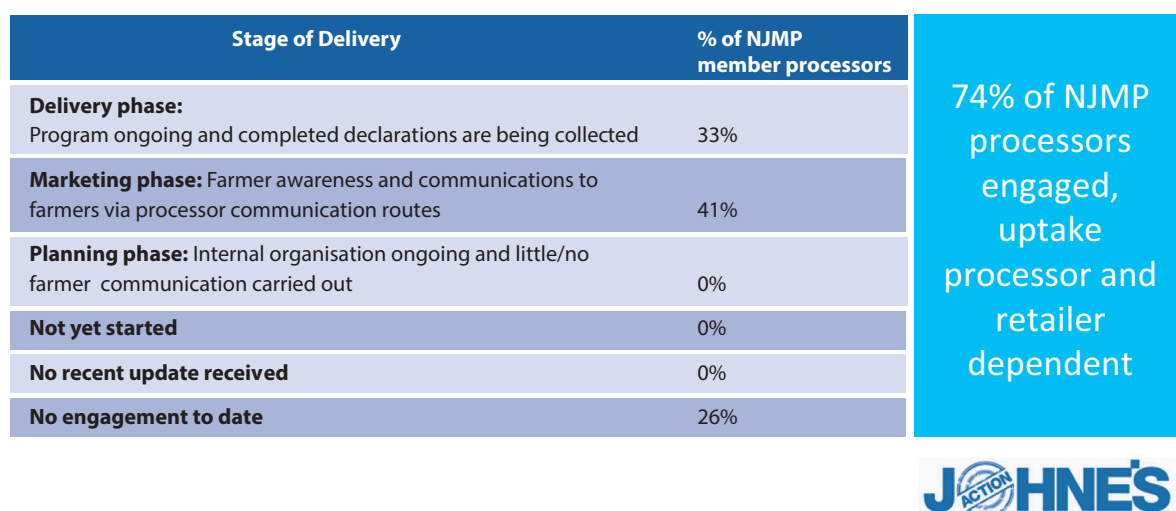 Stage of Delivery
% of NJMP
member processors
Delivery phase:
Program ongoing and completed declarations are being collected
33%
Marketing phase: Farmer awareness and communications to
farmers via processor communication routes
41%
Planning phase: Internal organisation ongoing and little/no
farmer communication carried out
0%
Not yet started
0%
No recent update received
0%
No engagement to date
26%
74% of NJMP
processors
engaged,
uptake
processor and
retailer
dependent
ACTION
JOHNE'S